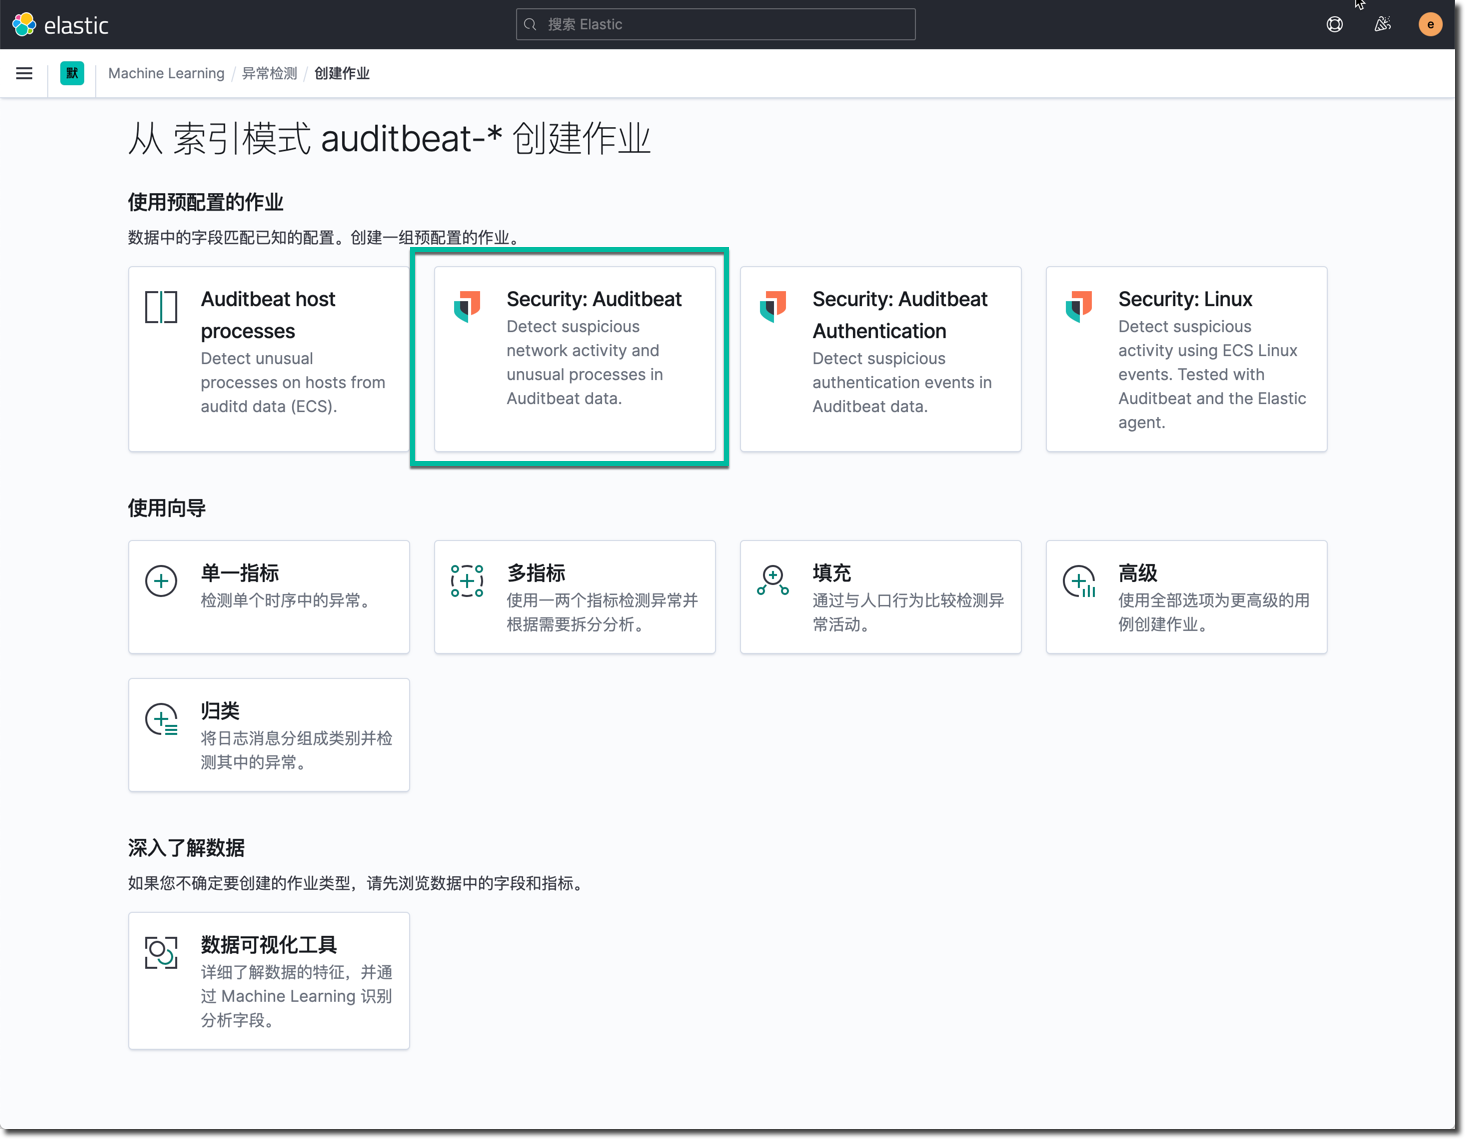 elastic
搜索 Elastic
e
默
Machine Learning / 异常检测 / 创建作业
从 索引模式 auditbeat-* 创建作业
使用预配置的作业
数据中的字段匹配已知的配置。创建一组预配置的作业。
Auditbeat host
processes
Detect unusual
processes on hosts from
auditd data (ECS).
Security: Auditbeat
Detect suspicious
network activity and
unusual processes in
Auditbeat data.
Security: Auditbeat
Authentication
Detect suspicious
authentication events in
Auditbeat data.
Security: Linux
Detect suspicious
activity using ECS Linux
events. Tested with
Auditbeat and the Elastic
agent.
使用向导
单一指标
检测单个时序中的异常。
多指标
使用一两个指标检测异常并
根据需要拆分分析。
填充
通过与人口行为比较检测异
常活动。
高级
使用全部选项为更高级的用
例创建作业。
归类
将日志消息分组成类别并检
测其中的异常。
深入了解数据
如果您不确定要创建的作业类型，请先浏览数据中的字段和指标。
数据可视化工具
详细了解数据的特征，并通
过 Machine Learning 识别
分析字段。